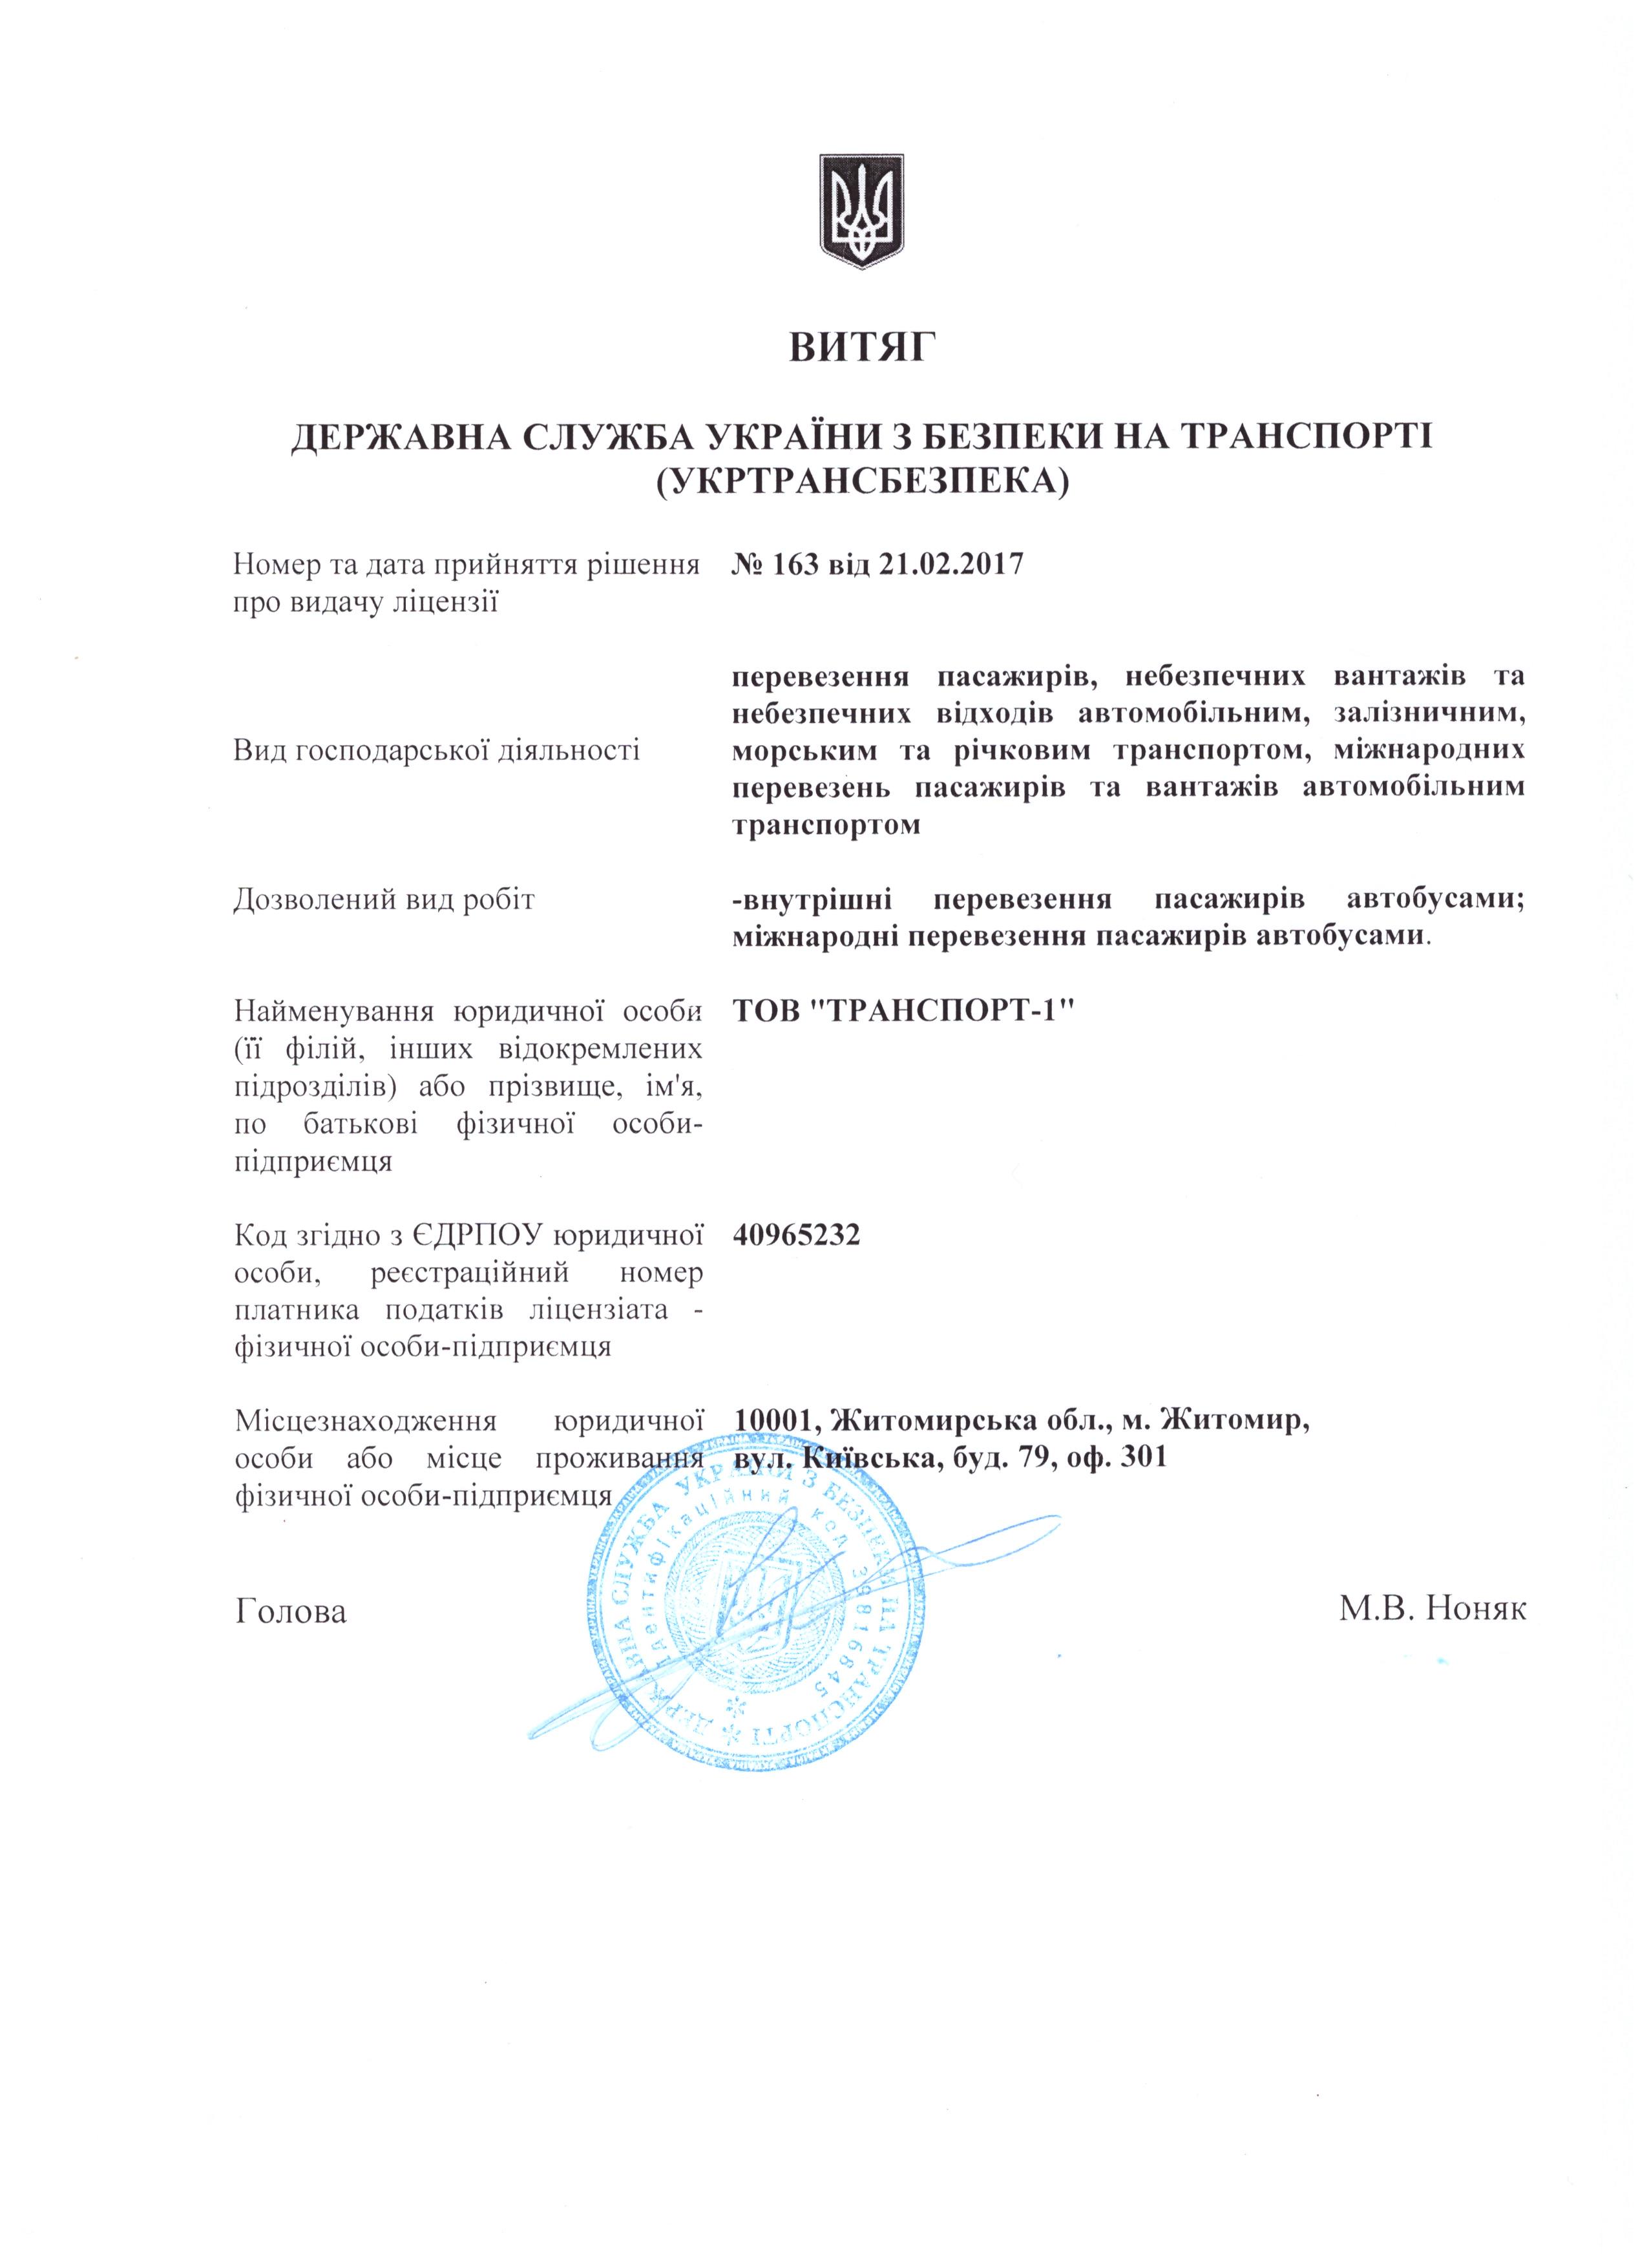 ВИТЯГ
ДЕРЖАВНА СЛУЖБА УКРАЇНИ З БЕЗПЕКИ НА ТРАНСПОРТІ
(УКРТРАНСБЕЗПЕКА)
Номер та дата прийняття рішення
про видачу ліцензії
№ 163 від 21.02.2017
Вид господарської діяльності
перевезення пасажирів, небезпечних вантажів та
небезпечних відходів автомобільним, залізничним,
морським та річковим транспортом, міжнародних
перевезень пасажирів та вантажів автомобільним
транспортом
Дозволений вид робіт
-внутрішні перевезення пасажирів автобусами;
міжнародні перевезення пасажирів автобусами.
Найменування юридичної особи
(її філій, інших відокремлених
підрозділів) або прізвище, ім'я,
по батькові фізичної особи-
підприємця
ТОВ "ТРАНСПОРТ-1"
Код згідно з ЄДРПОУ юридичної
особи, реєстраційний номер
платника податків ліцензіата -
фізичної особи-підприємця
40965232
Місцезнаходження юридичної
особи або місце проживання
фізичної особи-підприємця
10001, Житомирська обл., м. Житомир,
вул. Київська, буд. 79, оф. 301
Голова
М.В. Ноняк
СЛУЖБА УКРАЇНИ З БЕЗПЕКИ НА ТРАНСПОРТІ
Ідентифікаційний код 39816845